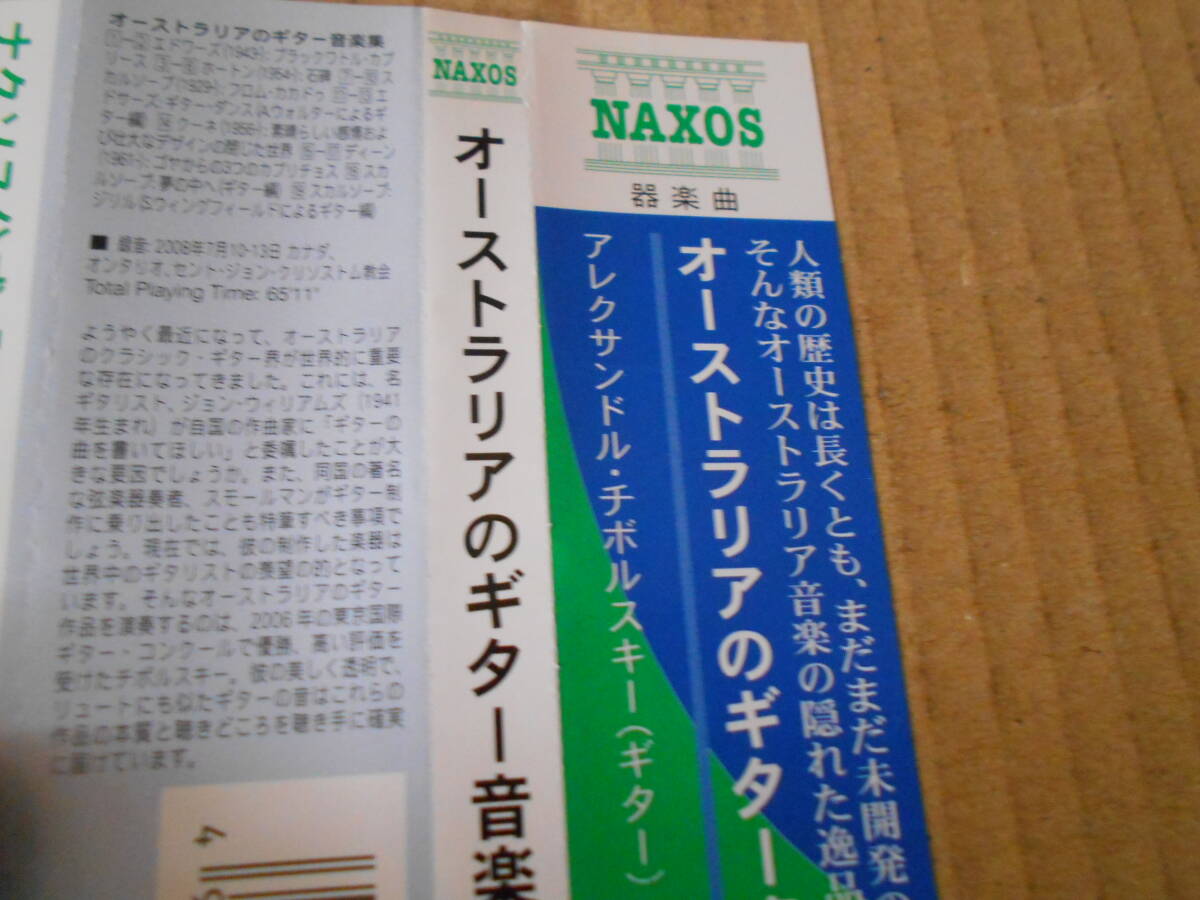 オーストラリアのギター音楽集
エドワーズ(1943-): ブラックワトル・カプ
リース ホートン(1954-): 石礫 ス
カルソープ(1929-): フロム・カカドゥ エ
ドワーズ: ギター・ダンス(A.ウォルターによるギ
ター編) クーネ(1956-): 素晴らしい感情およ
び壮大なデザインの閉じた世界 ディーン
(1961-): ゴヤからの3つのカプリチョス スカ
ルソープ: 夢の中へ(ギター編) スカルソープ:
ジリル(S.ウィングフィールドによるギター編)
■ 録音: 2008年7月10-13日 カナダ、
オンタリオ、セント・ジョン・クリソストム教会
Total Playing Time: 65'11"
ようやく最近になって、オーストラリア
のクラシック・ギター界が世界的に重要
な存在になってきました。これには、名
ギタリスト、ジョン・ウィリアムズ（1941
年生まれ）が自国の作曲家に「ギターの
曲を書いてほしい」と委嘱したことが大
きな要因でしょうか。また、同国の著名
な弦楽器奏者、スモールマンがギター制
作に乗り出したことも特筆すべき事項で
しょう。現在では、彼の制作した楽器は
世界中のギタリストの羨望の的となって
います。そんなオーストラリアのギター
作品を演奏するのは、2006年の東京国際
ギター・コンクールで優勝、高い評価を
受けたチボルスキー。彼の美しく透明で、
リュートにも似たギターの音はこれらの
作品の本質と聴きどころを聴き手に確実
に届けています。
4
NAXOS
オーストラリアのギター音楽
NAXOS
器楽曲
人類の歴史は長くとも、まだまだ未開発の
そんなオーストラリア音楽の隠れた逸品
オーストラリアのギター
アレクサンドル・チボルスキー（ギター）